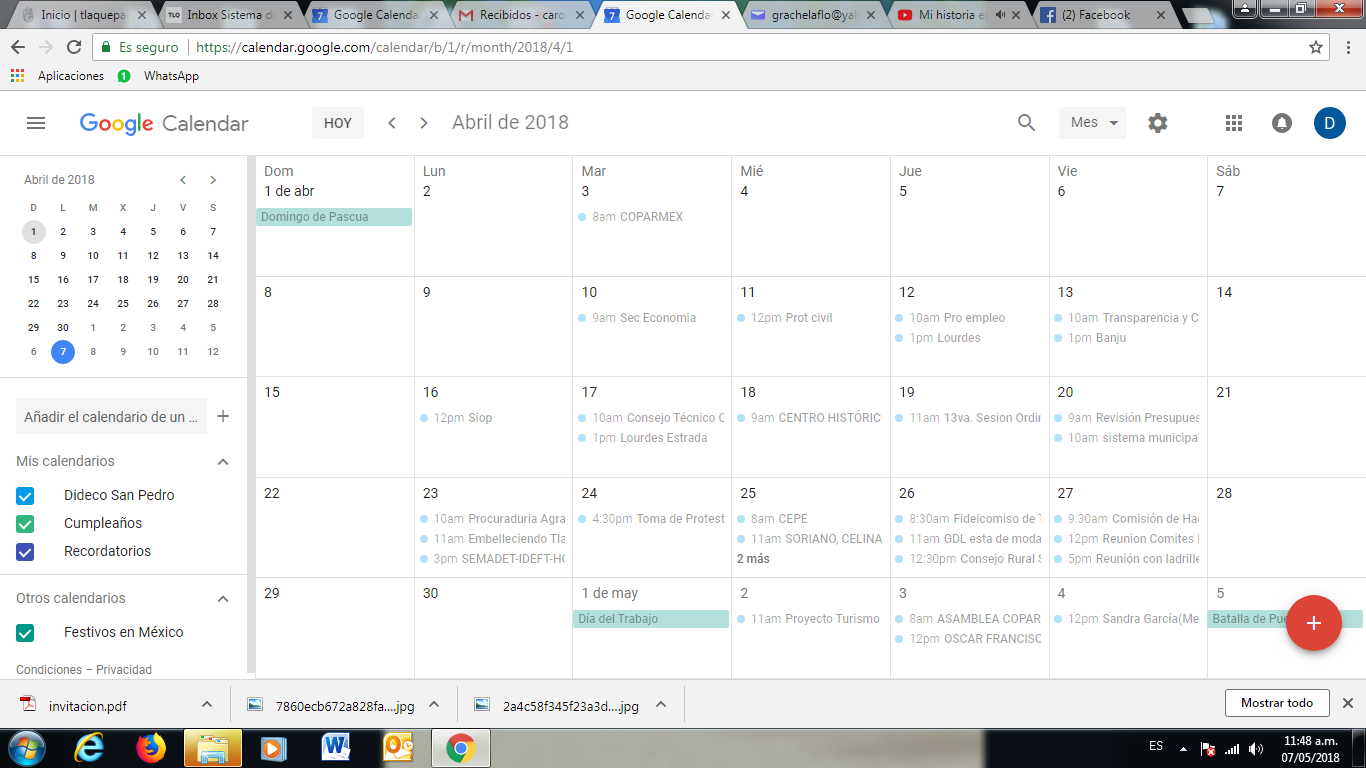 Inicio | tlaquepa
Inbox Sistema d
Google Calenda
Recibidos - caro
Google Calenda
grachelaflo@ya
Mi historia e
(2) Facebook
Es seguro
https://calendar.google.com/calendar/b/1/r/month/2018/4/1
Aplicaciones
1 WhatsApp
Google Calendar
HOY
Abril de 2018
Mes
D
Abril de 2018
D L M X J V S
1 2 3 4 5 6 7
8 9 10 11 12 13 14
15 16 17 18 19 20 21
22 23 24 25 26 27 28
29 30 1 2 3 4 5
6 7 8 9 10 11 12
Añadir el calendario de un ...
Mis calendarios
Dideco San Pedro
Cumpleaños
Recordatorios
Otros calendarios
Festivos en México
Condiciones – Privacidad
Dom Lun Mar Mié Jue Vie Sáb
1 de abr 2 3 4 5 6 7
Domingo de Pascua
8am COPARMEX
8 9 10 11 12 13 14
9am Sec Economia
12pm Prot civil
10am Pro empleo
1pm Lourdes
10am Transparencia y C
1pm Banju
15 16 17 18 19 20 21
12pm Siop
10am Consejo Técnico C
1pm Lourdes Estrada
9am CENTRO HISTÓRIC
11am 13va. Sesion Ordin
9am Revisión Presupues
10am sistema municipa
22 23 24 25 26 27 28
10am Procuraduria Agra
11am Embelleciendo Tla
3pm SEMADET-IDEFT-HO
4:30pm Toma de Protest
8am CEPE
11am SORIANO, CELINA
2 más
8:30am Fideicomiso de T
11am GDL esta de moda
12:30pm Consejo Rural S
9:30am Comisión de Hac
12pm Reunion Comites
5pm Reunión con ladrille
29 30 1 de may 2 3 4 5
Día del Trabajo
11am Proyecto Turismo
8am ASAMBLEA COPAR
12pm OSCAR FRANCISC
12pm Sandra García(Me
Batalla de Pue
invitacion.pdf
7860ecb672a828fa....jpg
2a4c58f345f23a3d....jpg
Mostrar todo
ES
11:48 a.m.
07/05/2018